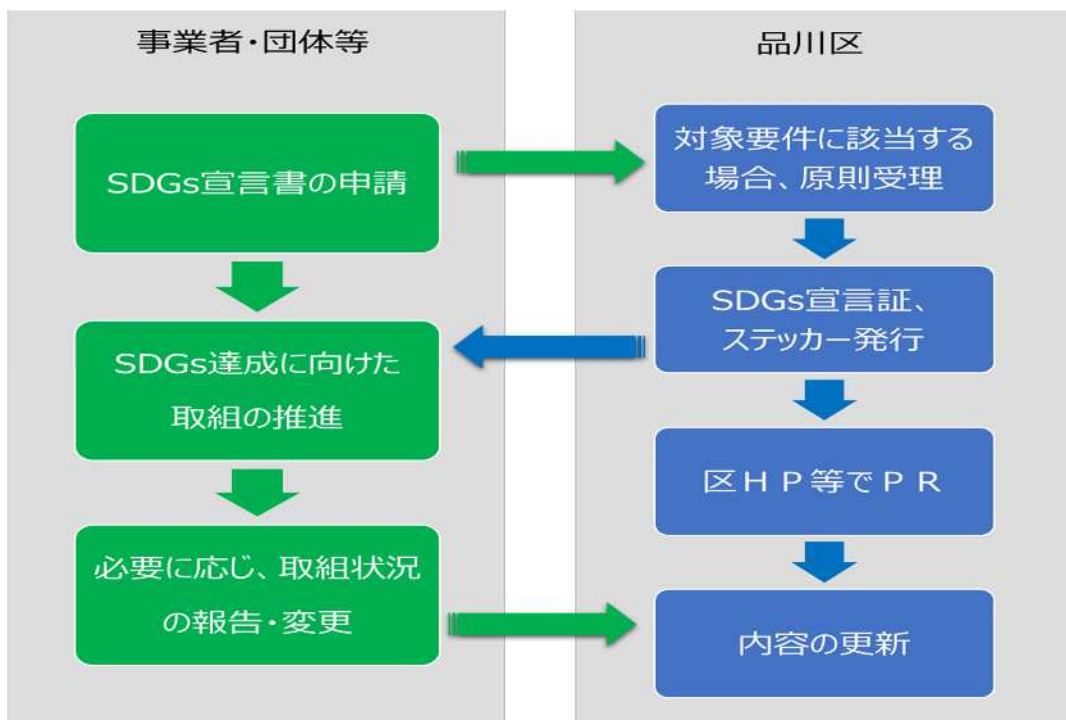 事業者・団体等
SDGs宣言書の申請
SDGs達成に向けた
取組の推進
必要に応じ、取組状況
の報告・変更
品川区
対象要件に該当する
場合、原則受理
SDGs宣言証、
ステッカー発行
区ＨＰ等でＰＲ
内容の更新